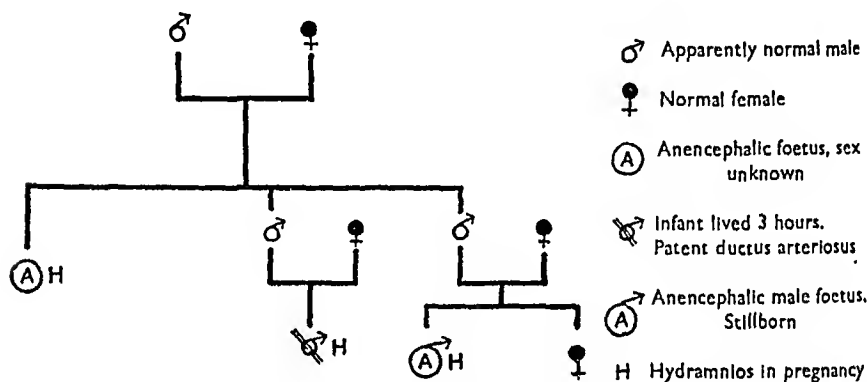 Apparently normal male
Normal female
A Anencephalic foetus, sex
unknown
Infant lived 3 hours.
Patent ductus arteriosus
A H
H
A H
A Anencephalic male foetus.
Stillborn
H Hydramnios in pregnancy